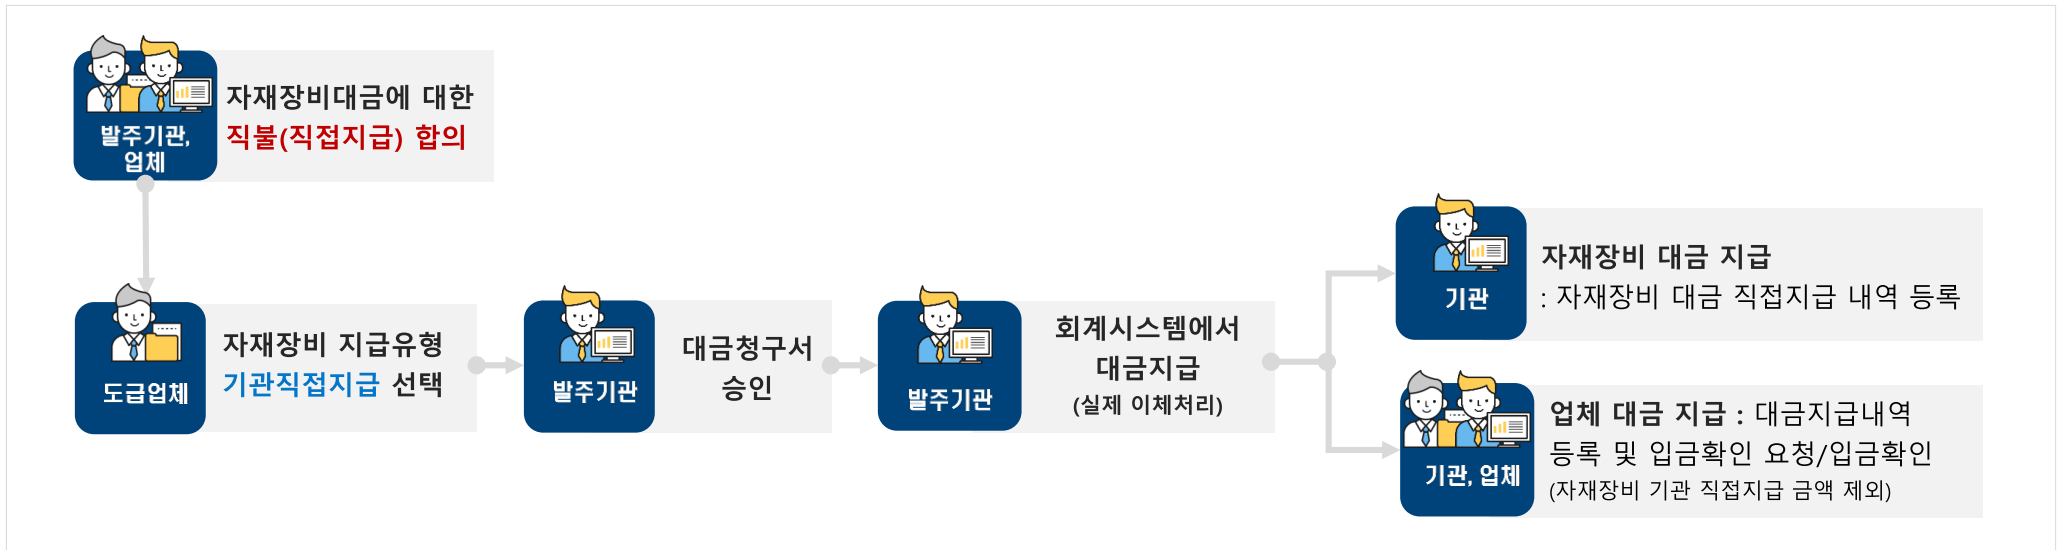 발주기관,
업체
자재장비대금에 대한
직불(직접지급) 합의
도급업체
자재장비 지급유형
기관직접지급 선택
발주기관
대금청구서
승인
발주기관
회계시스템에서
대금지급
(실제 이체처리)
기관
자재장비 대금 지급
: 자재장비 대금 직접지급 내역 등록
기관, 업체
업체 대금 지급 : 대금지급내역
등록 및 입금확인 요청/입금확인
(자재장비 기관 직접지급 금액 제외)